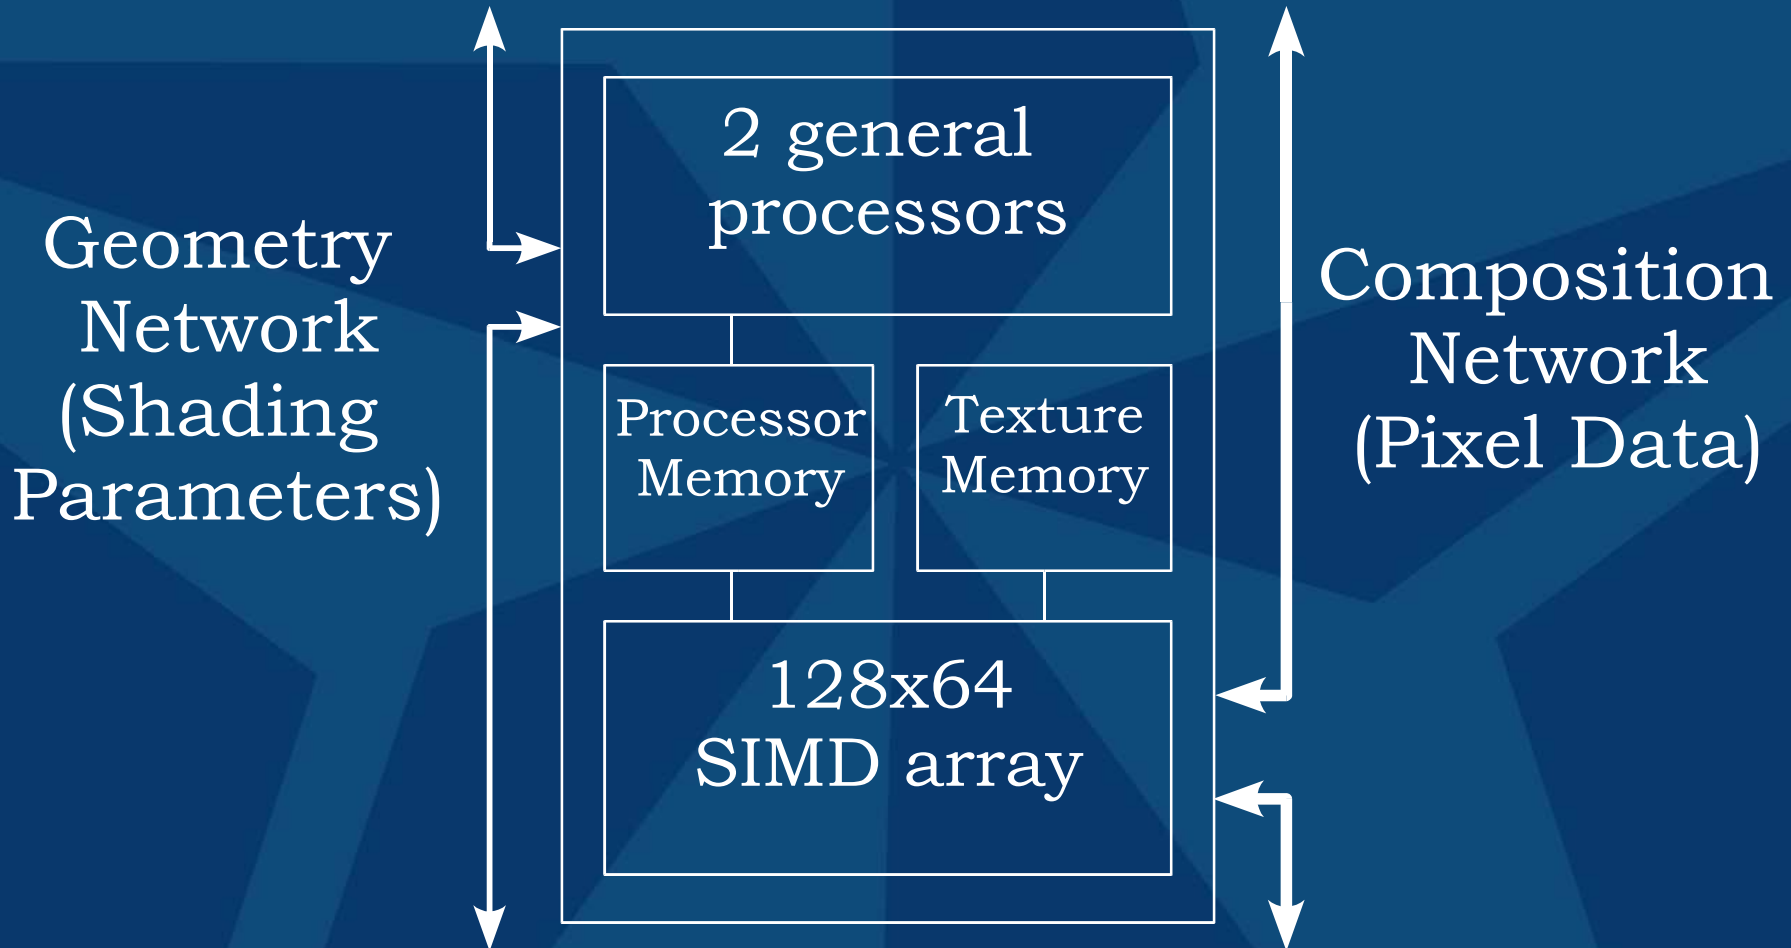 2 general
processors
Geometry
Network
(Shading
Parameters)
Processor
Memory
Texture
Memory
Composition
Network
(Pixel Data)
128x64
SIMD array